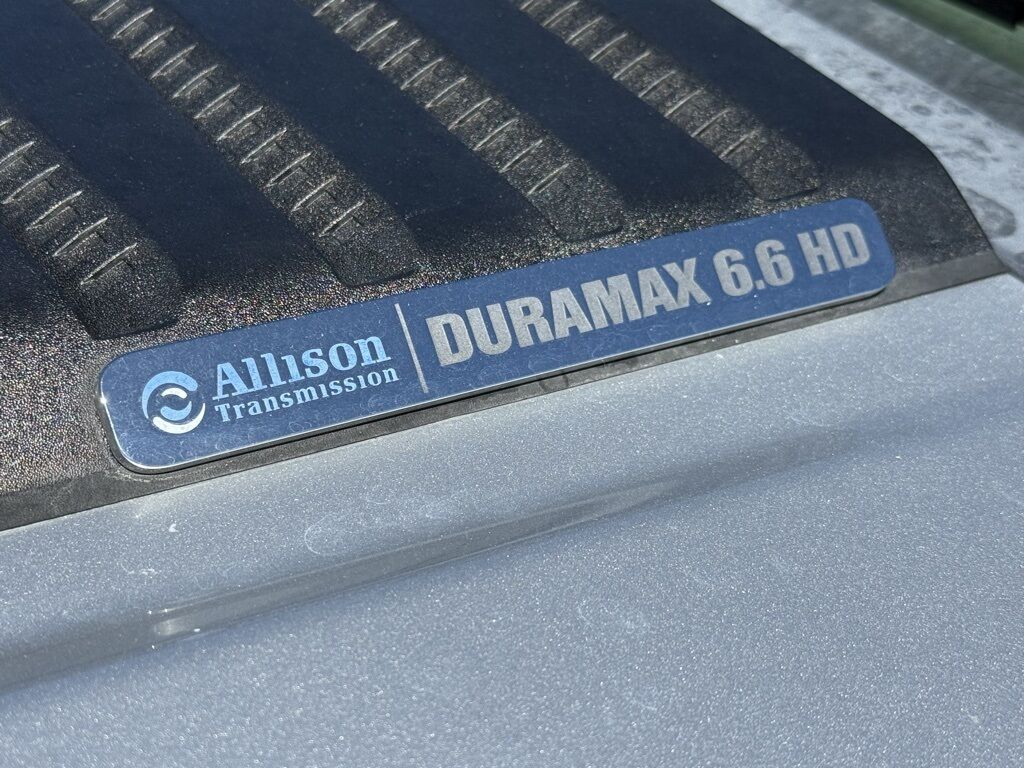 Allison
Transmission
DURAMAX 6.6 HD